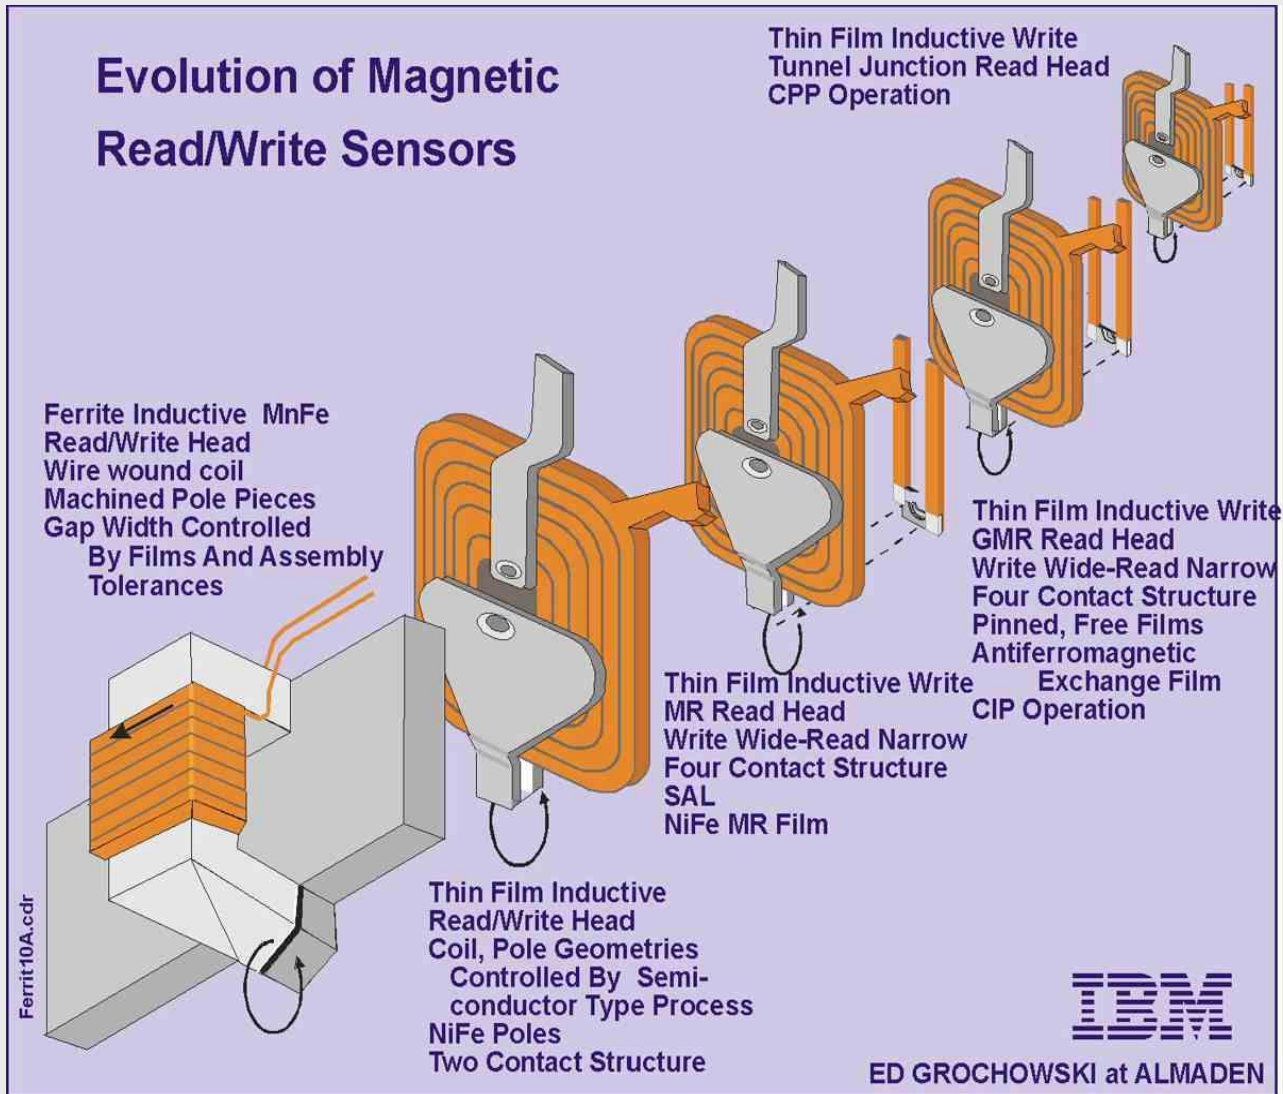 Evolution of Magnetic
Read/Write Sensors
Thin Film Inductive Write
Tunnel Junction Read Head
CPP Operation
Ferrite Inductive MnFe
Read/Write Head
Wire wound coil
Machined Pole Pieces
Gap Width Controlled
By Films And Assembly
Tolerances
Thin Film Inductive Write
GMR Read Head
Write Wide-Read Narrow
Four Contact Structure
Pinned, Free Films
Antiferromagnetic
Exchange Film
CIP Operation
Thin Film Inductive Write
MR Read Head
Write Wide-Read Narrow
Four Contact Structure
SAL
NiFe MR Film
Thin Film Inductive
Read/Write Head
Coil, Pole Geometries
Controlled By Semi-
conductor Type Process
NiFe Poles
Two Contact Structure
Ferrit10A.cdr
IBM
ED GROCHOWSKI at ALMADEN